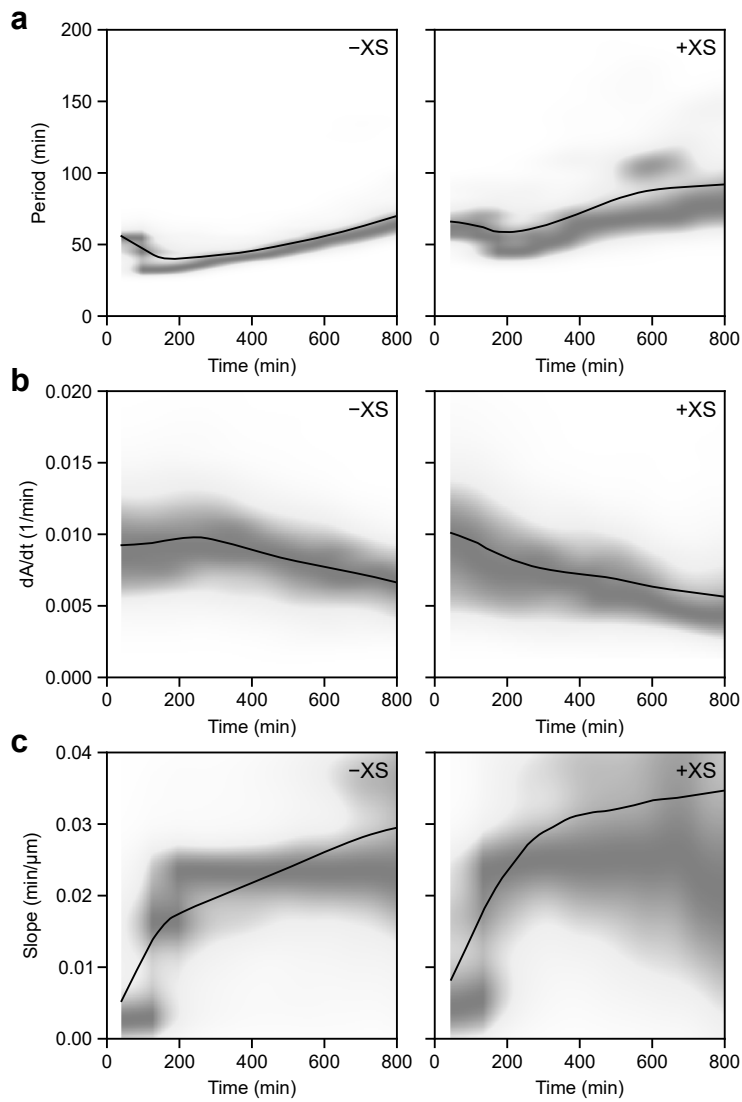 a
−XS
+XS
200
150
100
50
0
Period (min)
0 200 400 600 800
0 200 400 600 800
Time (min)
Time (min)
b
−XS
+XS
0.020
0.015
0.010
0.005
0.000
dA/dt (1/min)
0 200 400 600 800
0 200 400 600 800
Time (min)
Time (min)
c
−XS
+XS
0.04
0.03
0.02
0.01
0.00
Slope (min/μm)
0 200 400 600 800
0 200 400 600 800
Time (min)
Time (min)